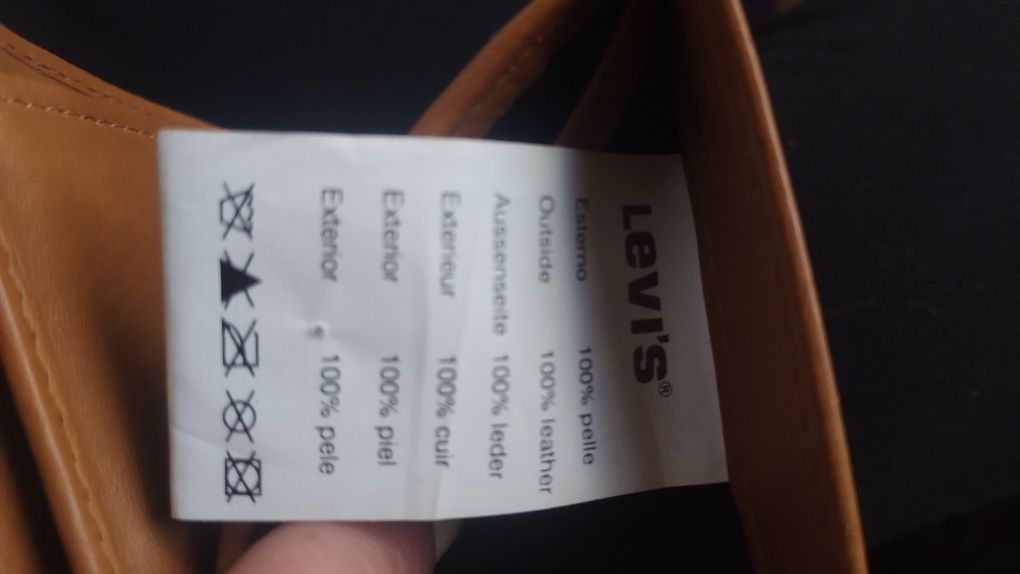 Levi's®
Esterno 100% pelle
Outside 100% leather
Aussenseite 100% leder
Exterieur 100% cuir
Exterior 100% piel
Exterior 100% pele